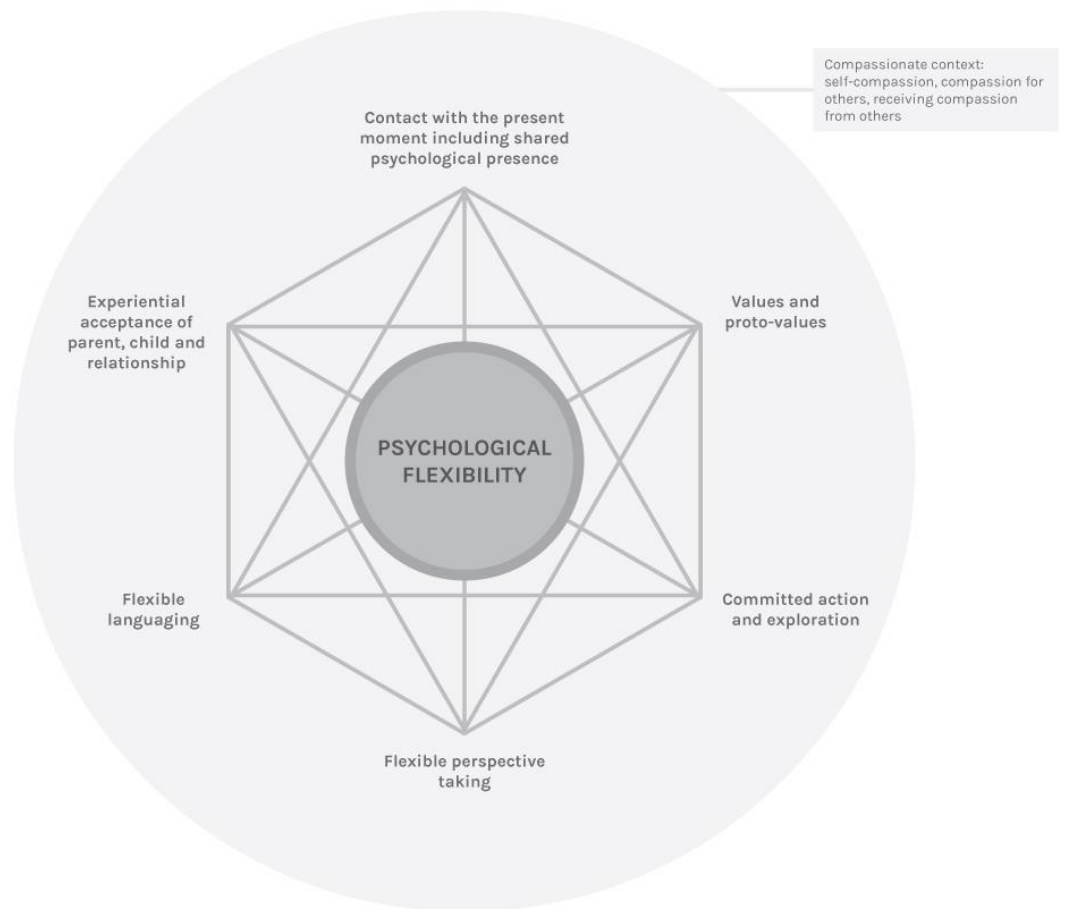 Compassionate context:
self-compassion, compassion for
others, receiving compassion
from others
Contact with the present
moment including shared
psychological presence
Experiential
acceptance of
parent, child and
relationship
Values and
proto-values
PSYCHOLOGICAL
FLEXIBILITY
Flexible
languaging
Committed action
and exploration
Flexible perspective
taking